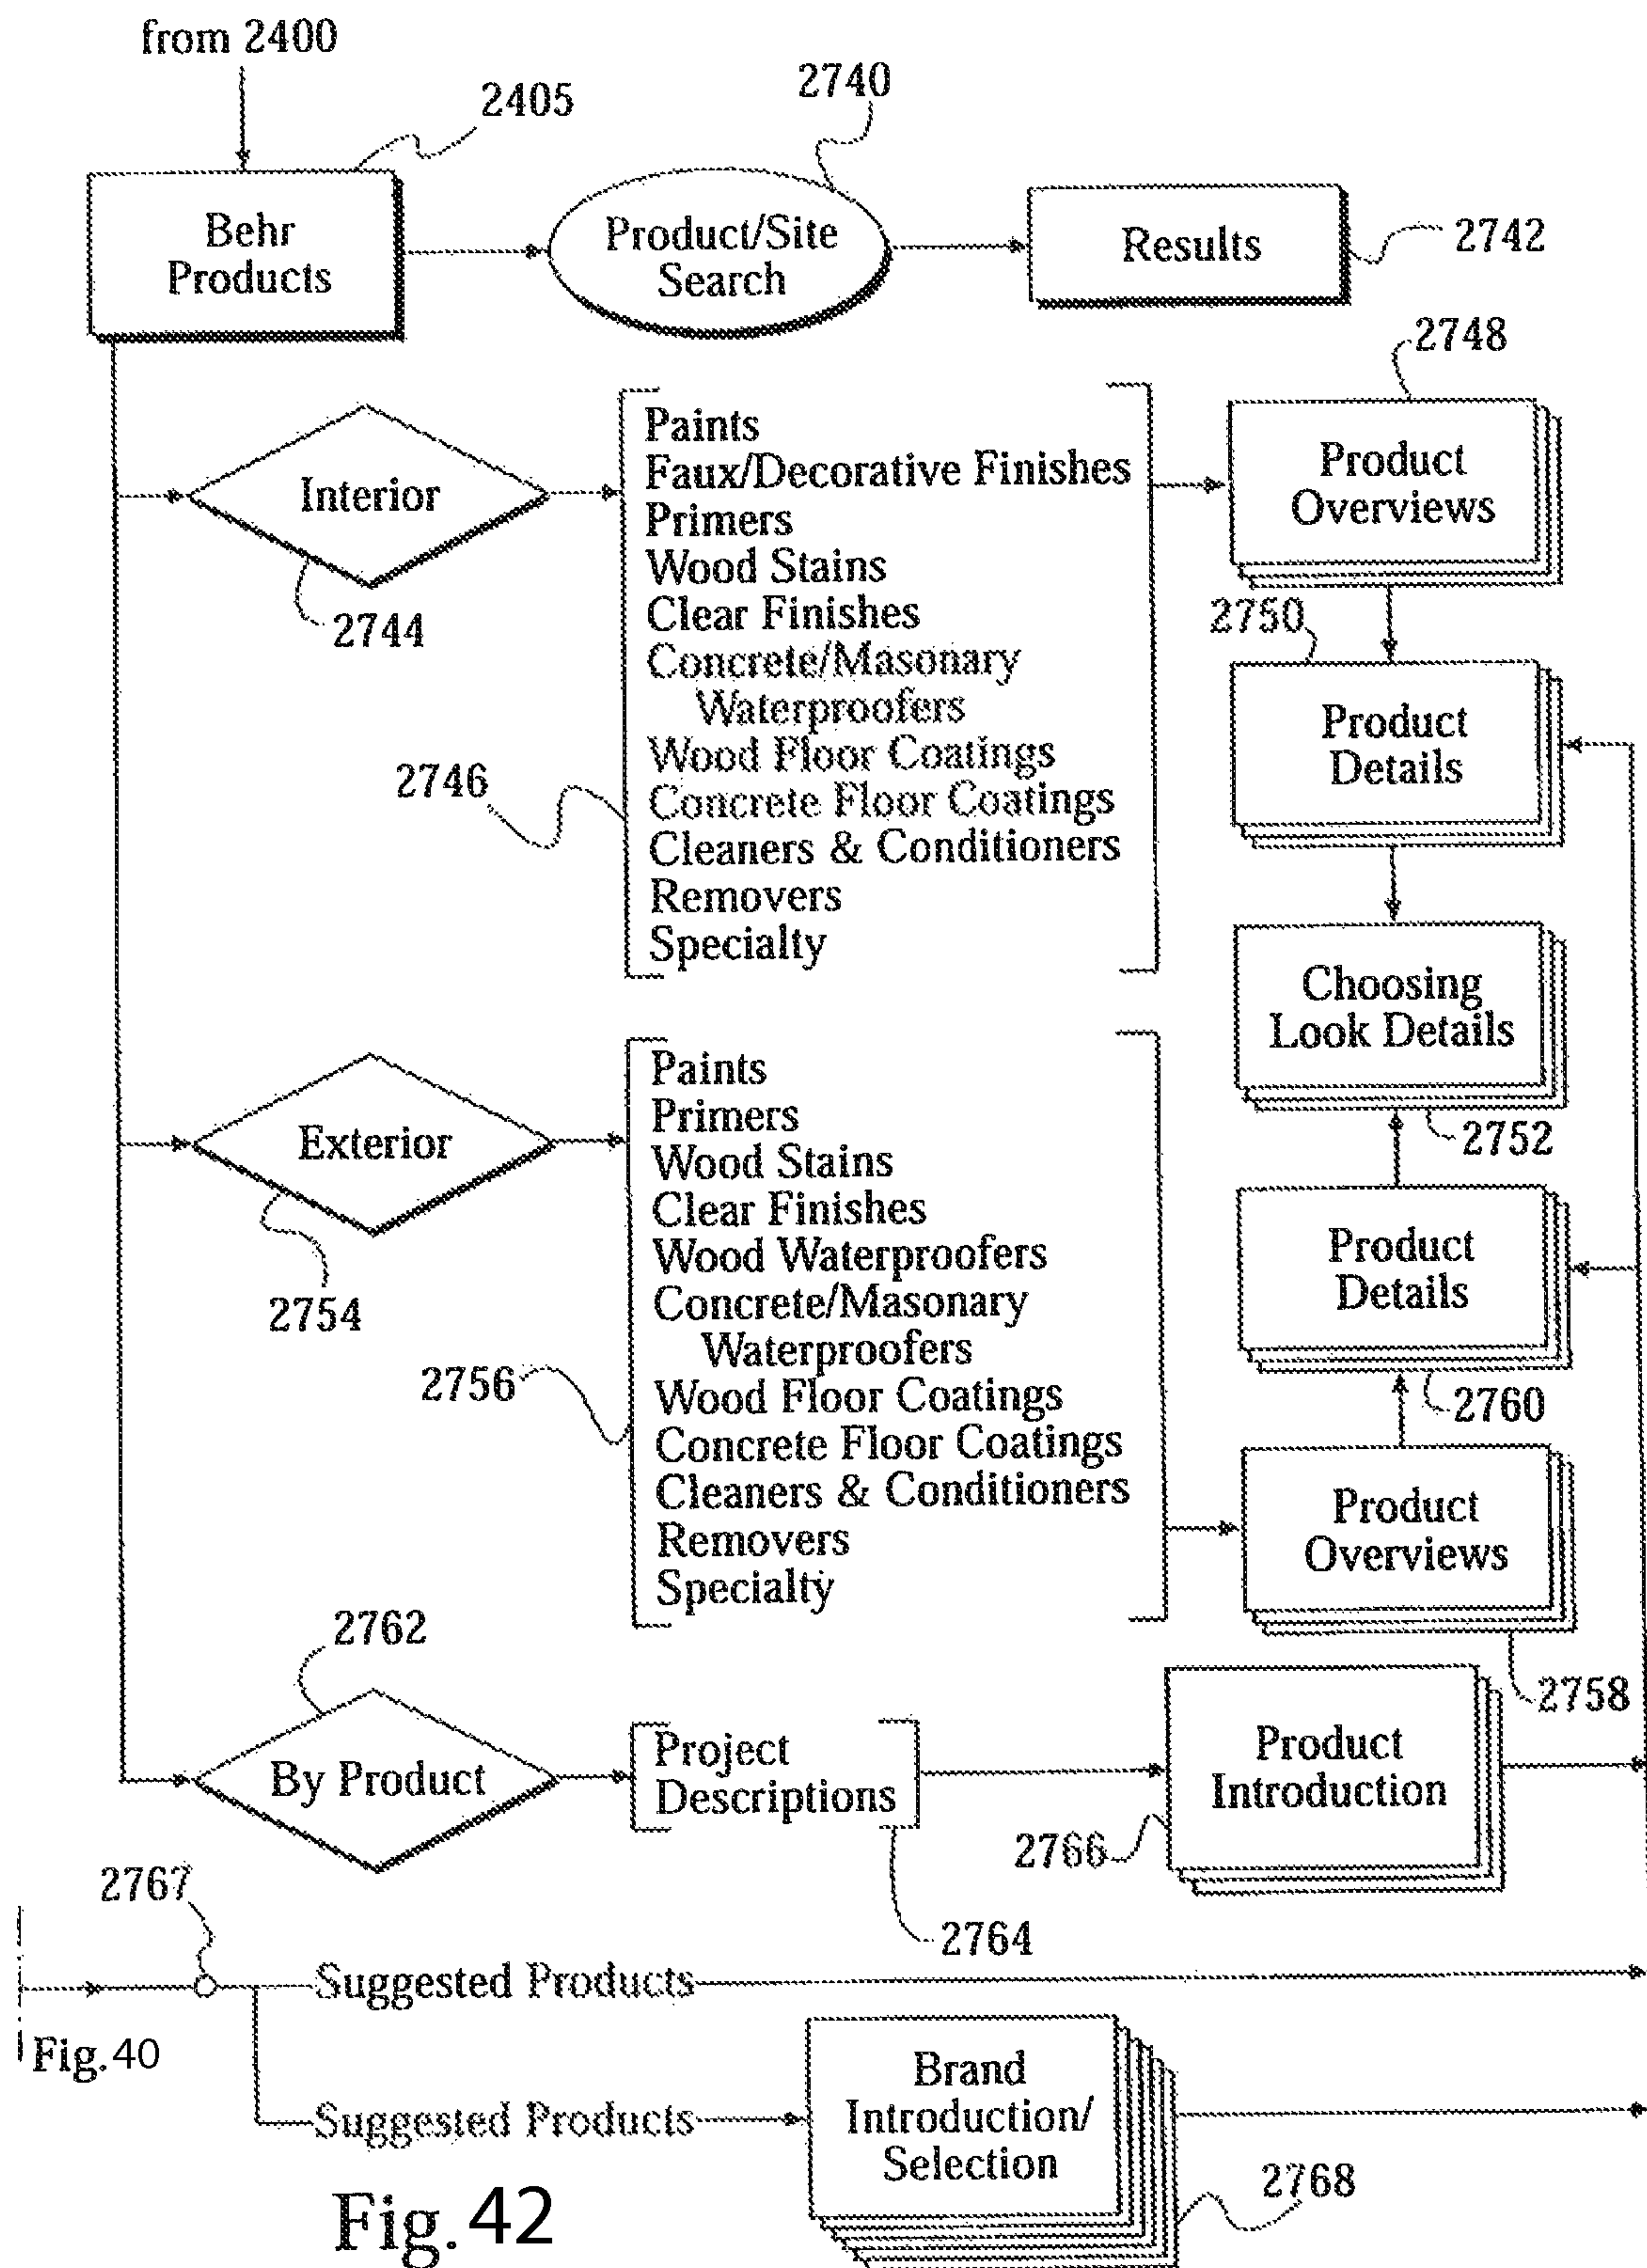 from 2400
2405
2740
Behr
Products
Product/Site
Search
Results
2742
2748
Interior
2744
Paints
Faux/Decorative Finishes
Primers
Wood Stains
Clear Finishes
Concrete/Masonary
Waterproofers
Wood Floor Coatings
Concrete Floor Coatings
Cleaners & Conditioners
Removers
Specialty
2746
Product
Overviews
2750
Product
Details
Choosing
Look Details
2752
Exterior
2754
Paints
Primers
Wood Stains
Clear Finishes
Wood Waterproofers
Concrete/Masonary
Waterproofers
Wood Floor Coatings
Concrete Floor Coatings
Cleaners & Conditioners
Removers
Specialty
2756
Product
Details
2760
Product
Overviews
2758
2762
By Product
Project
Descriptions
2764
Product
Introduction
2766
2767
Suggested Products
Fig.40
Suggested Products
Brand
Introduction/
Selection
2768
Fig.42